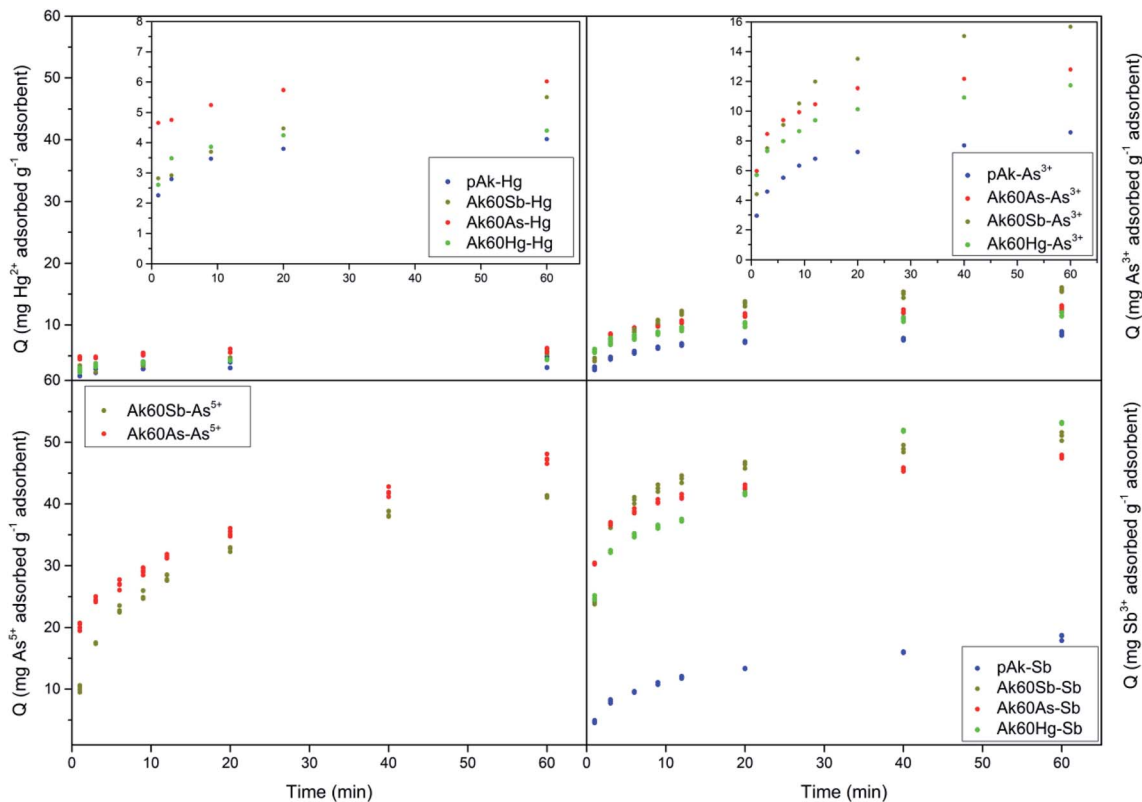 60
50
40
30
20
10
60
50
40
30
20
10
Q (mg Hg²⁺ adsorbed g⁻¹ adsorbent)
Q (mg As⁵⁺ adsorbed g⁻¹ adsorbent)
8
7
6
5
4
3
2
1
0
0 10 20 30 40 50 60
pAk-Hg
Ak60Sb-Hg
Ak60As-Hg
Ak60Hg-Hg
16
14
12
10
8
6
4
2
0
0 10 20 30 40 50 60
pAk-As³⁺
Ak60As-As³⁺
Ak60Sb-As³⁺
Ak60Hg-As³⁺
Q (mg As³⁺ adsorbed g⁻¹ adsorbent)
Ak60Sb-As⁵⁺
Ak60As-As⁵⁺
pAk-Sb
Ak60Sb-Sb
Ak60As-Sb
Ak60Hg-Sb
Q (mg Sb³⁺ adsorbed g⁻¹ adsorbent)
0 10 20 30 40 50 60
0 10 20 30 40 50 60
Time (min)
Time (min)